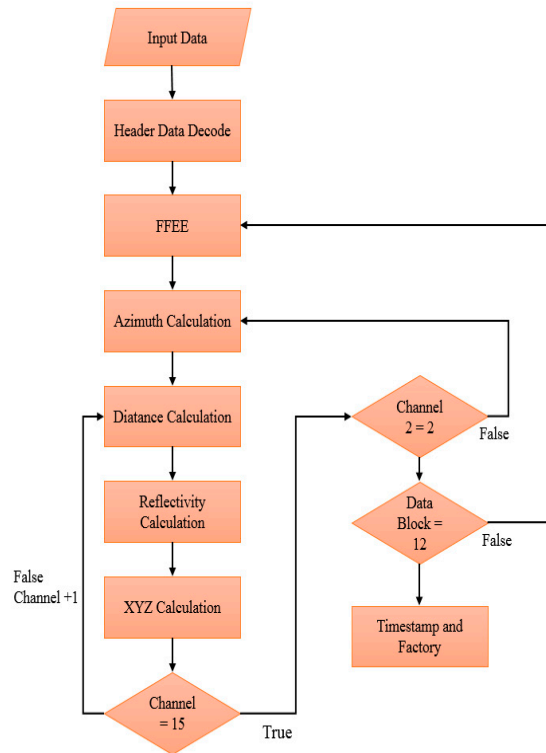 Input Data
Header Data Decode
FFEE
Azimuth Calculation
Diatance Calculation
Reflectivity
Calculation
XYZ Calculation
Channel
= 15
False
Channel +1
True
Channel
2 = 2
False
Data
Block =
12
False
Timestamp and
Factory